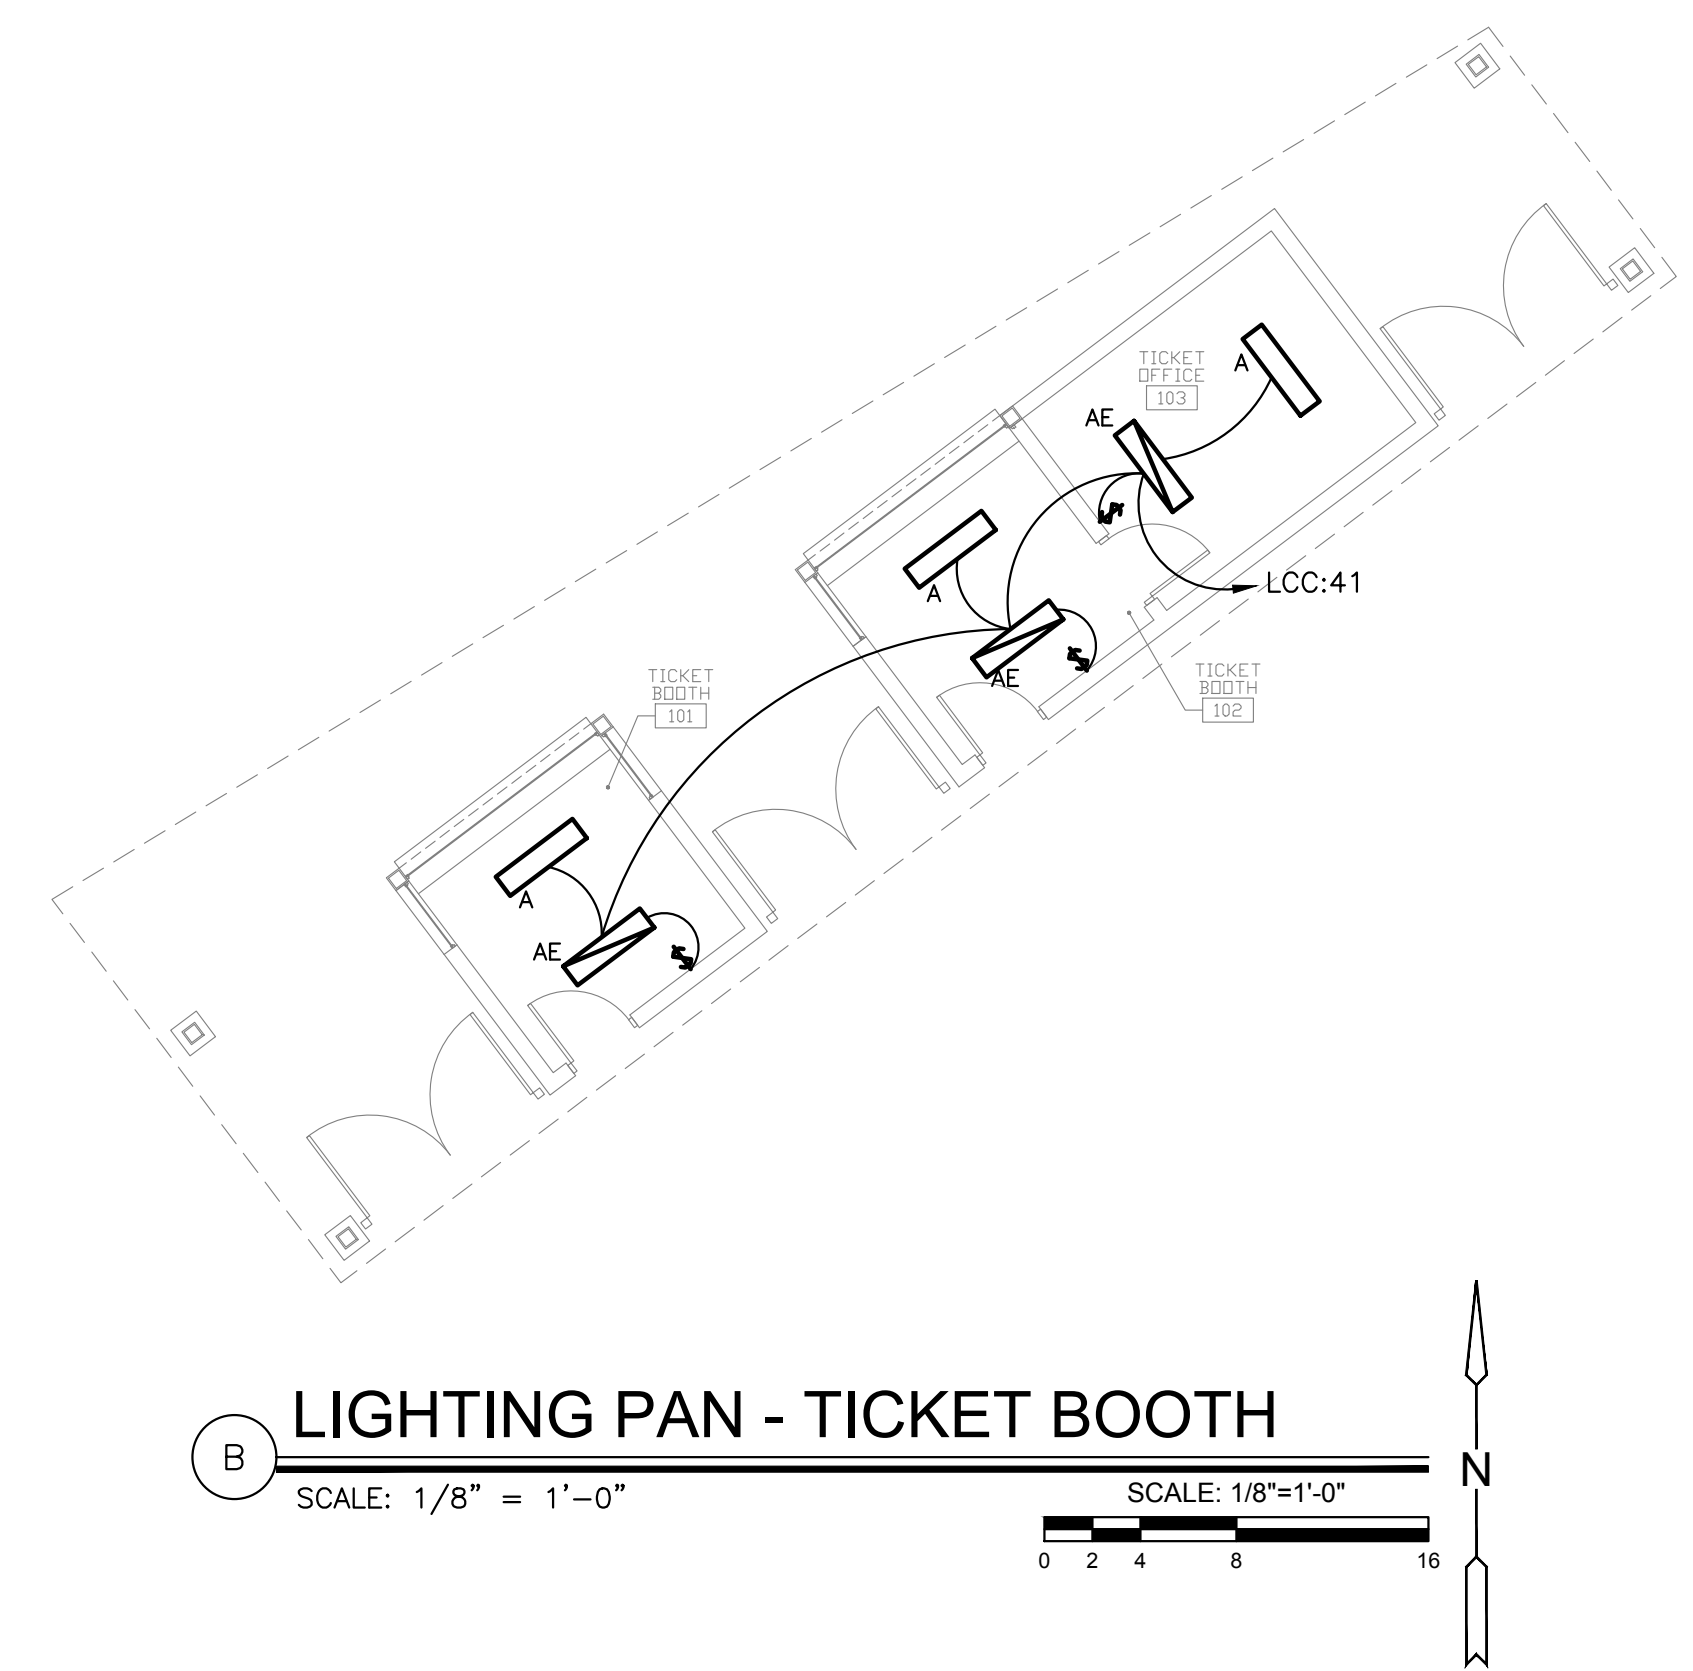 TICKET
OFFICE
103
A
AE
$
A
LCC:41
AE
$
TICKET
BOOTH
101
TICKET
BOOTH
102
A
AE
$
B
LIGHTING PAN - TICKET BOOTH
SCALE: 1/8" = 1'-0"
SCALE: 1/8"=1'-0"
0 2 4 8 16
N